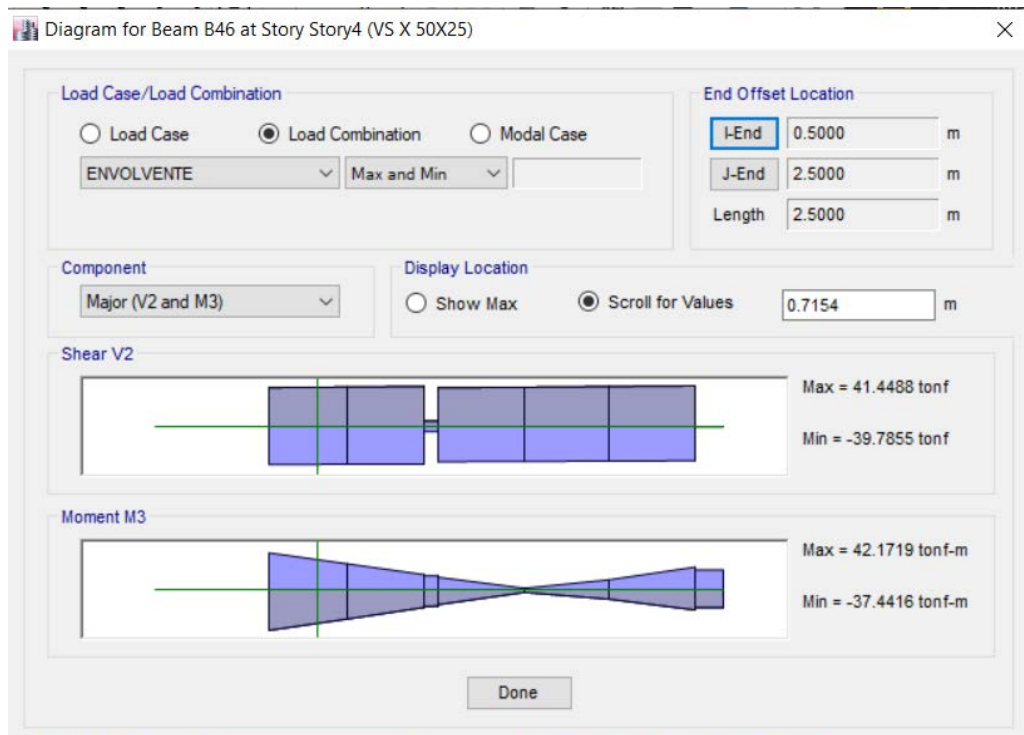 Diagram for Beam B46 at Story Story4 (VS X 50X25)
Load Case/Load Combination
Load Case
Load Combination
Modal Case
ENVOLVENTE
Max and Min
End Offset Location
I-End 0.5000 m
J-End 2.5000 m
Length 2.5000 m
Component
Major (V2 and M3)
Display Location
Show Max
Scroll for Values
0.7154 m
Shear V2
Max = 41.4488 tonf
Min = -39.7855 tonf
Moment M3
Max = 42.1719 tonf-m
Min = -37.4416 tonf-m
Done